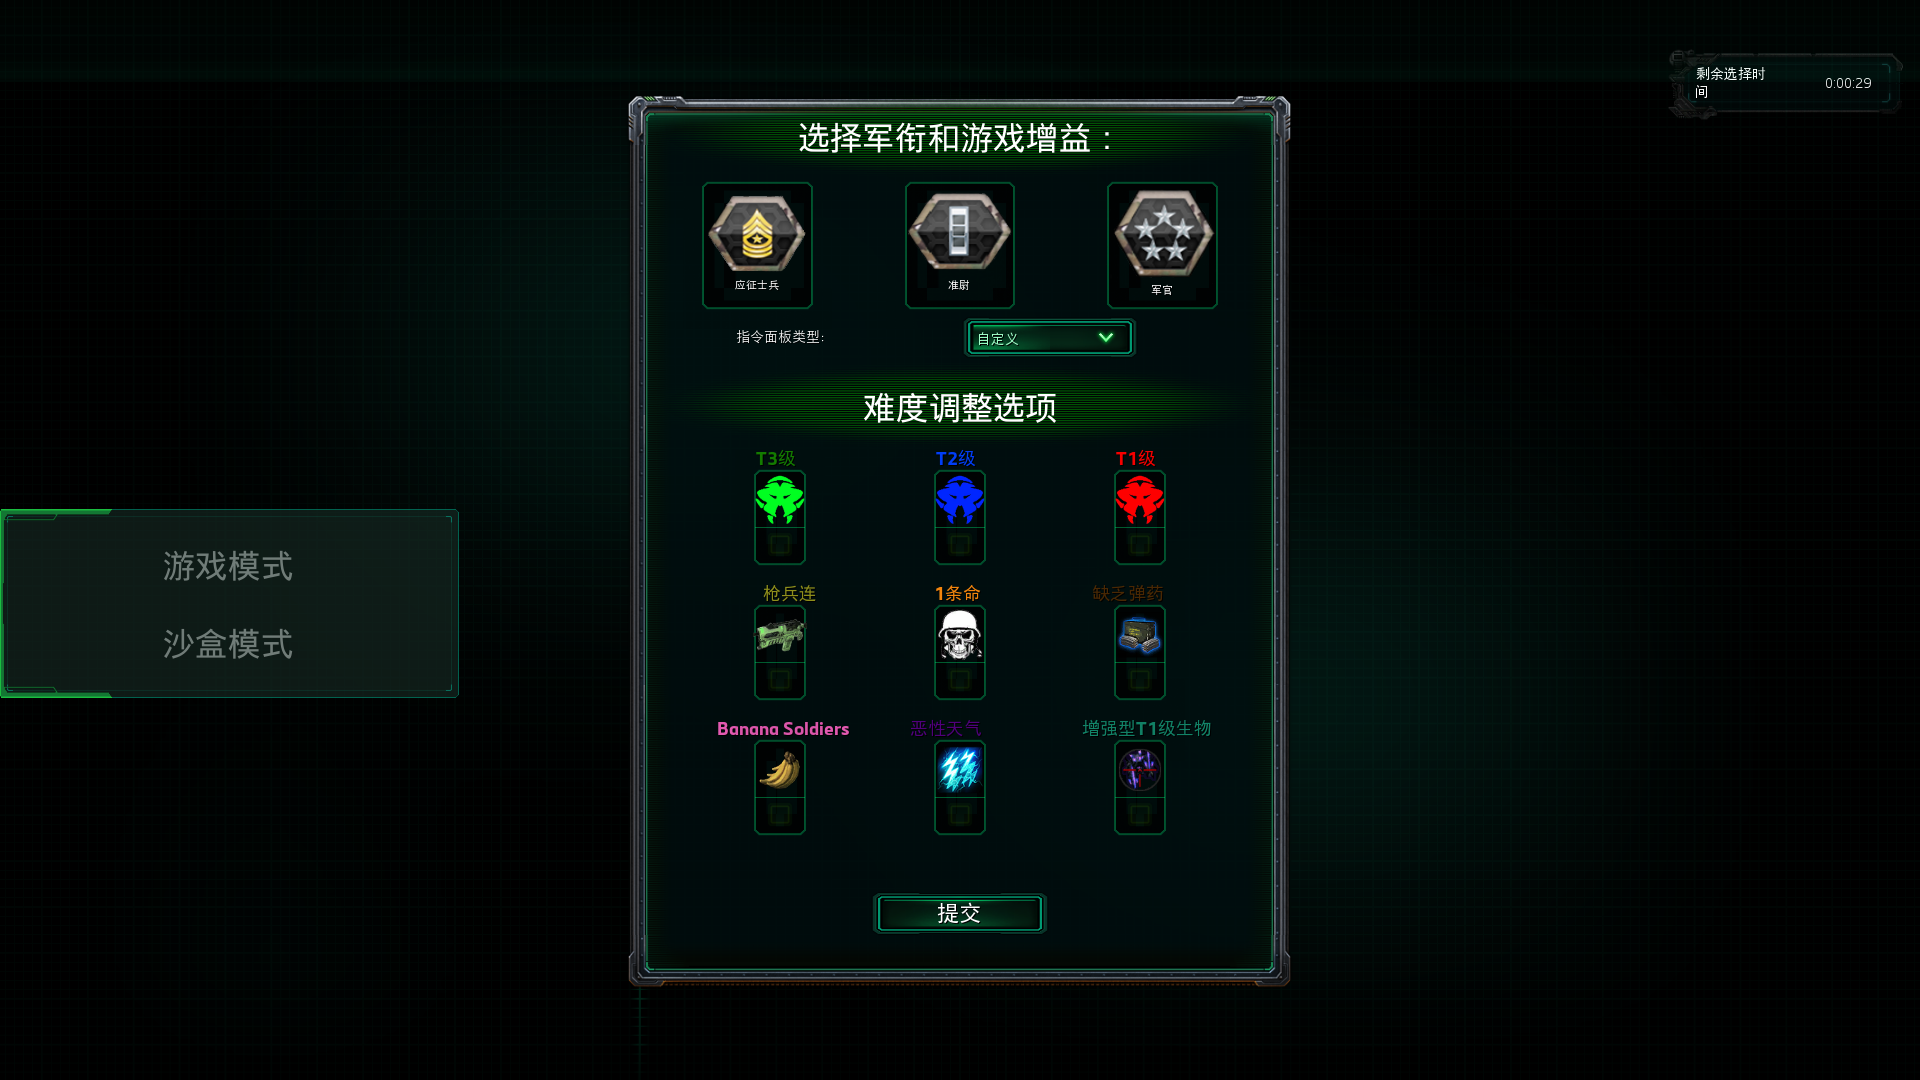 剩余选择时
间
0:00:29
选择军衔和游戏增益：
应征士兵
准尉
军官
指令面板类型:
自定义
难度调整选项
T3级
T2级
T1级
游戏模式
沙盒模式
枪兵连
1条命
缺乏弹药
Banana Soldiers
恶性天气
增强型T1级生物
提交